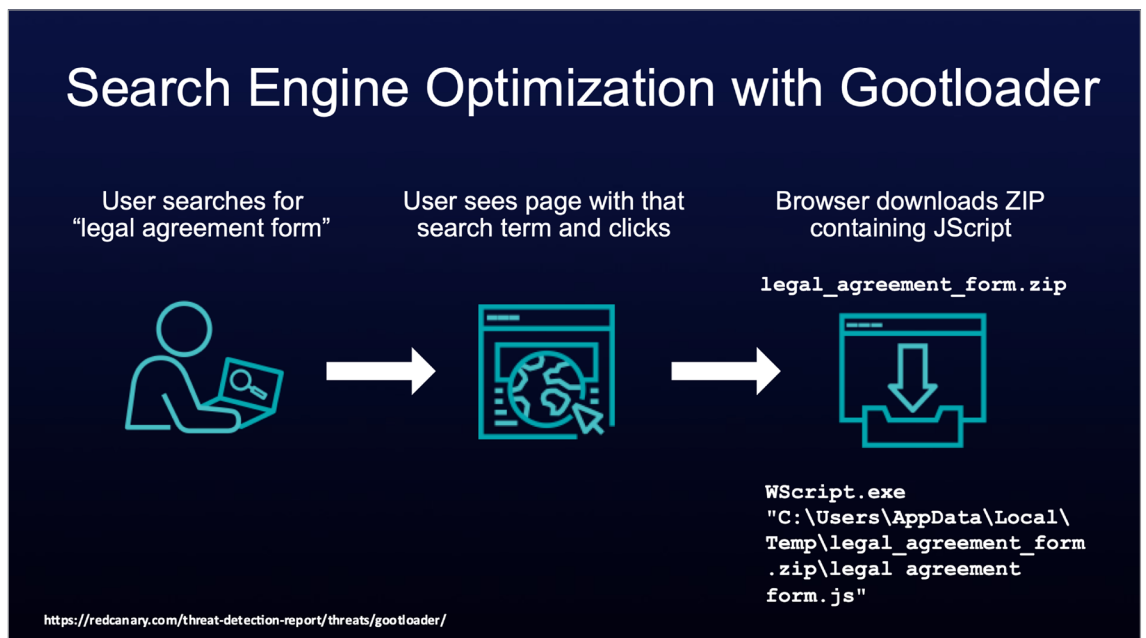 Search Engine Optimization with Gootloader
User searches for
“legal agreement form”
User sees page with that
search term and clicks
Browser downloads ZIP
containing JScript
legal_agreement_form.zip
WScript.exe
"C:\Users\AppData\Local\
Temp\legal_agreement_form
.zip\legal agreement
form.js"
https://redcanary.com/threat-detection-report/threats/gootloader/